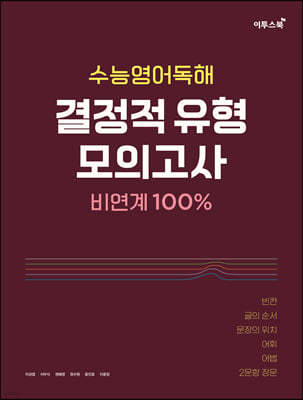 이투스북
수능영어독해
결정적 유형
모의고사
비연계 100%
빈칸
글의 순서
문장의 위치
어휘
어법
2문항 장문